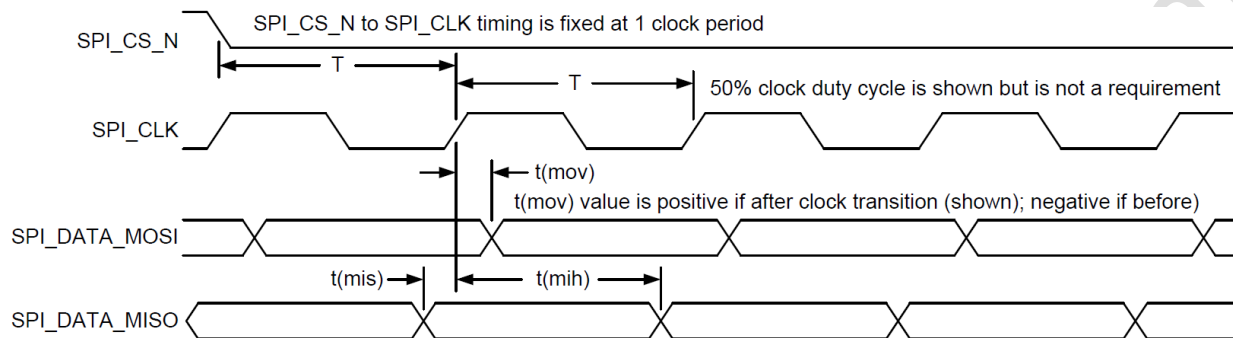 SPI_CS_N to SPI_CLK timing is fixed at 1 clock period
SPI_CS_N
T
T
50% clock duty cycle is shown but is not a requirement
SPI_CLK
t(mov)
t(mov) value is positive if after clock transition (shown); negative if before)
SPI_DATA_MOSI
t(mis)
t(mih)
SPI_DATA_MISO